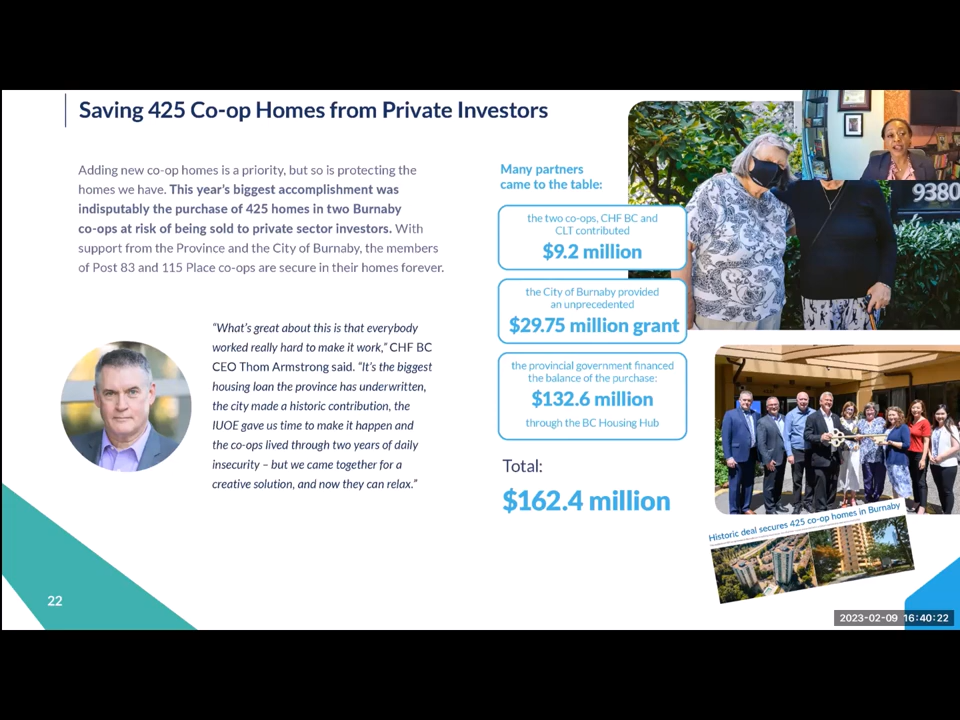 Saving 425 Co-op Homes from Private Investors
Adding new co-op homes is a priority, but so is protecting the
homes we have. This year's biggest accomplishment was
indisputably the purchase of 425 homes in two Burnaby
co-ops at risk of being sold to private sector investors. With
support from the Province and the City of Burnaby, the members
of Post 83 and 115 Place co-ops are secure in their homes forever.
"What's great about this is that everybody
worked really hard to make it work," CHF BC
CEO Thom Armstrong said. "It's the biggest
housing loan the province has underwritten,
the city made a historic contribution, the
IUOE gave us time to make it happen and
the co-ops lived through two years of daily
insecurity – but we came together for a
creative solution, and now they can relax."
Many partners
came to the table:
the two co-ops, CHF BC and
CLT contributed
$9.2 million
the City of Burnaby provided
an unprecedented
$29.75 million grant
the provincial government financed
the balance of the purchase:
$132.6 million
through the BC Housing Hub
Total:
$162.4 million
9380
Historic deal secures 425 co-op homes in Burnaby
22
2023-02-09 16:40:22